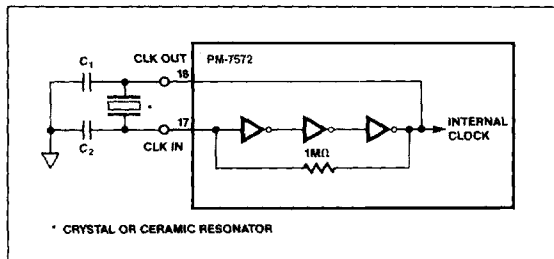 CLK OUT
PM-7572
C1
18
*
17
C2
CLK IN
1MΩ
INTERNAL
CLOCK
* CRYSTAL OR CERAMIC RESONATOR